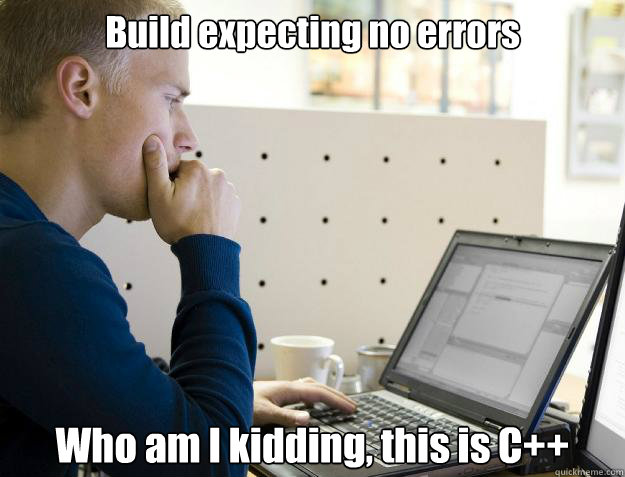 Build expecting no errors
Who am I kidding, this is C++
quickmeme.com